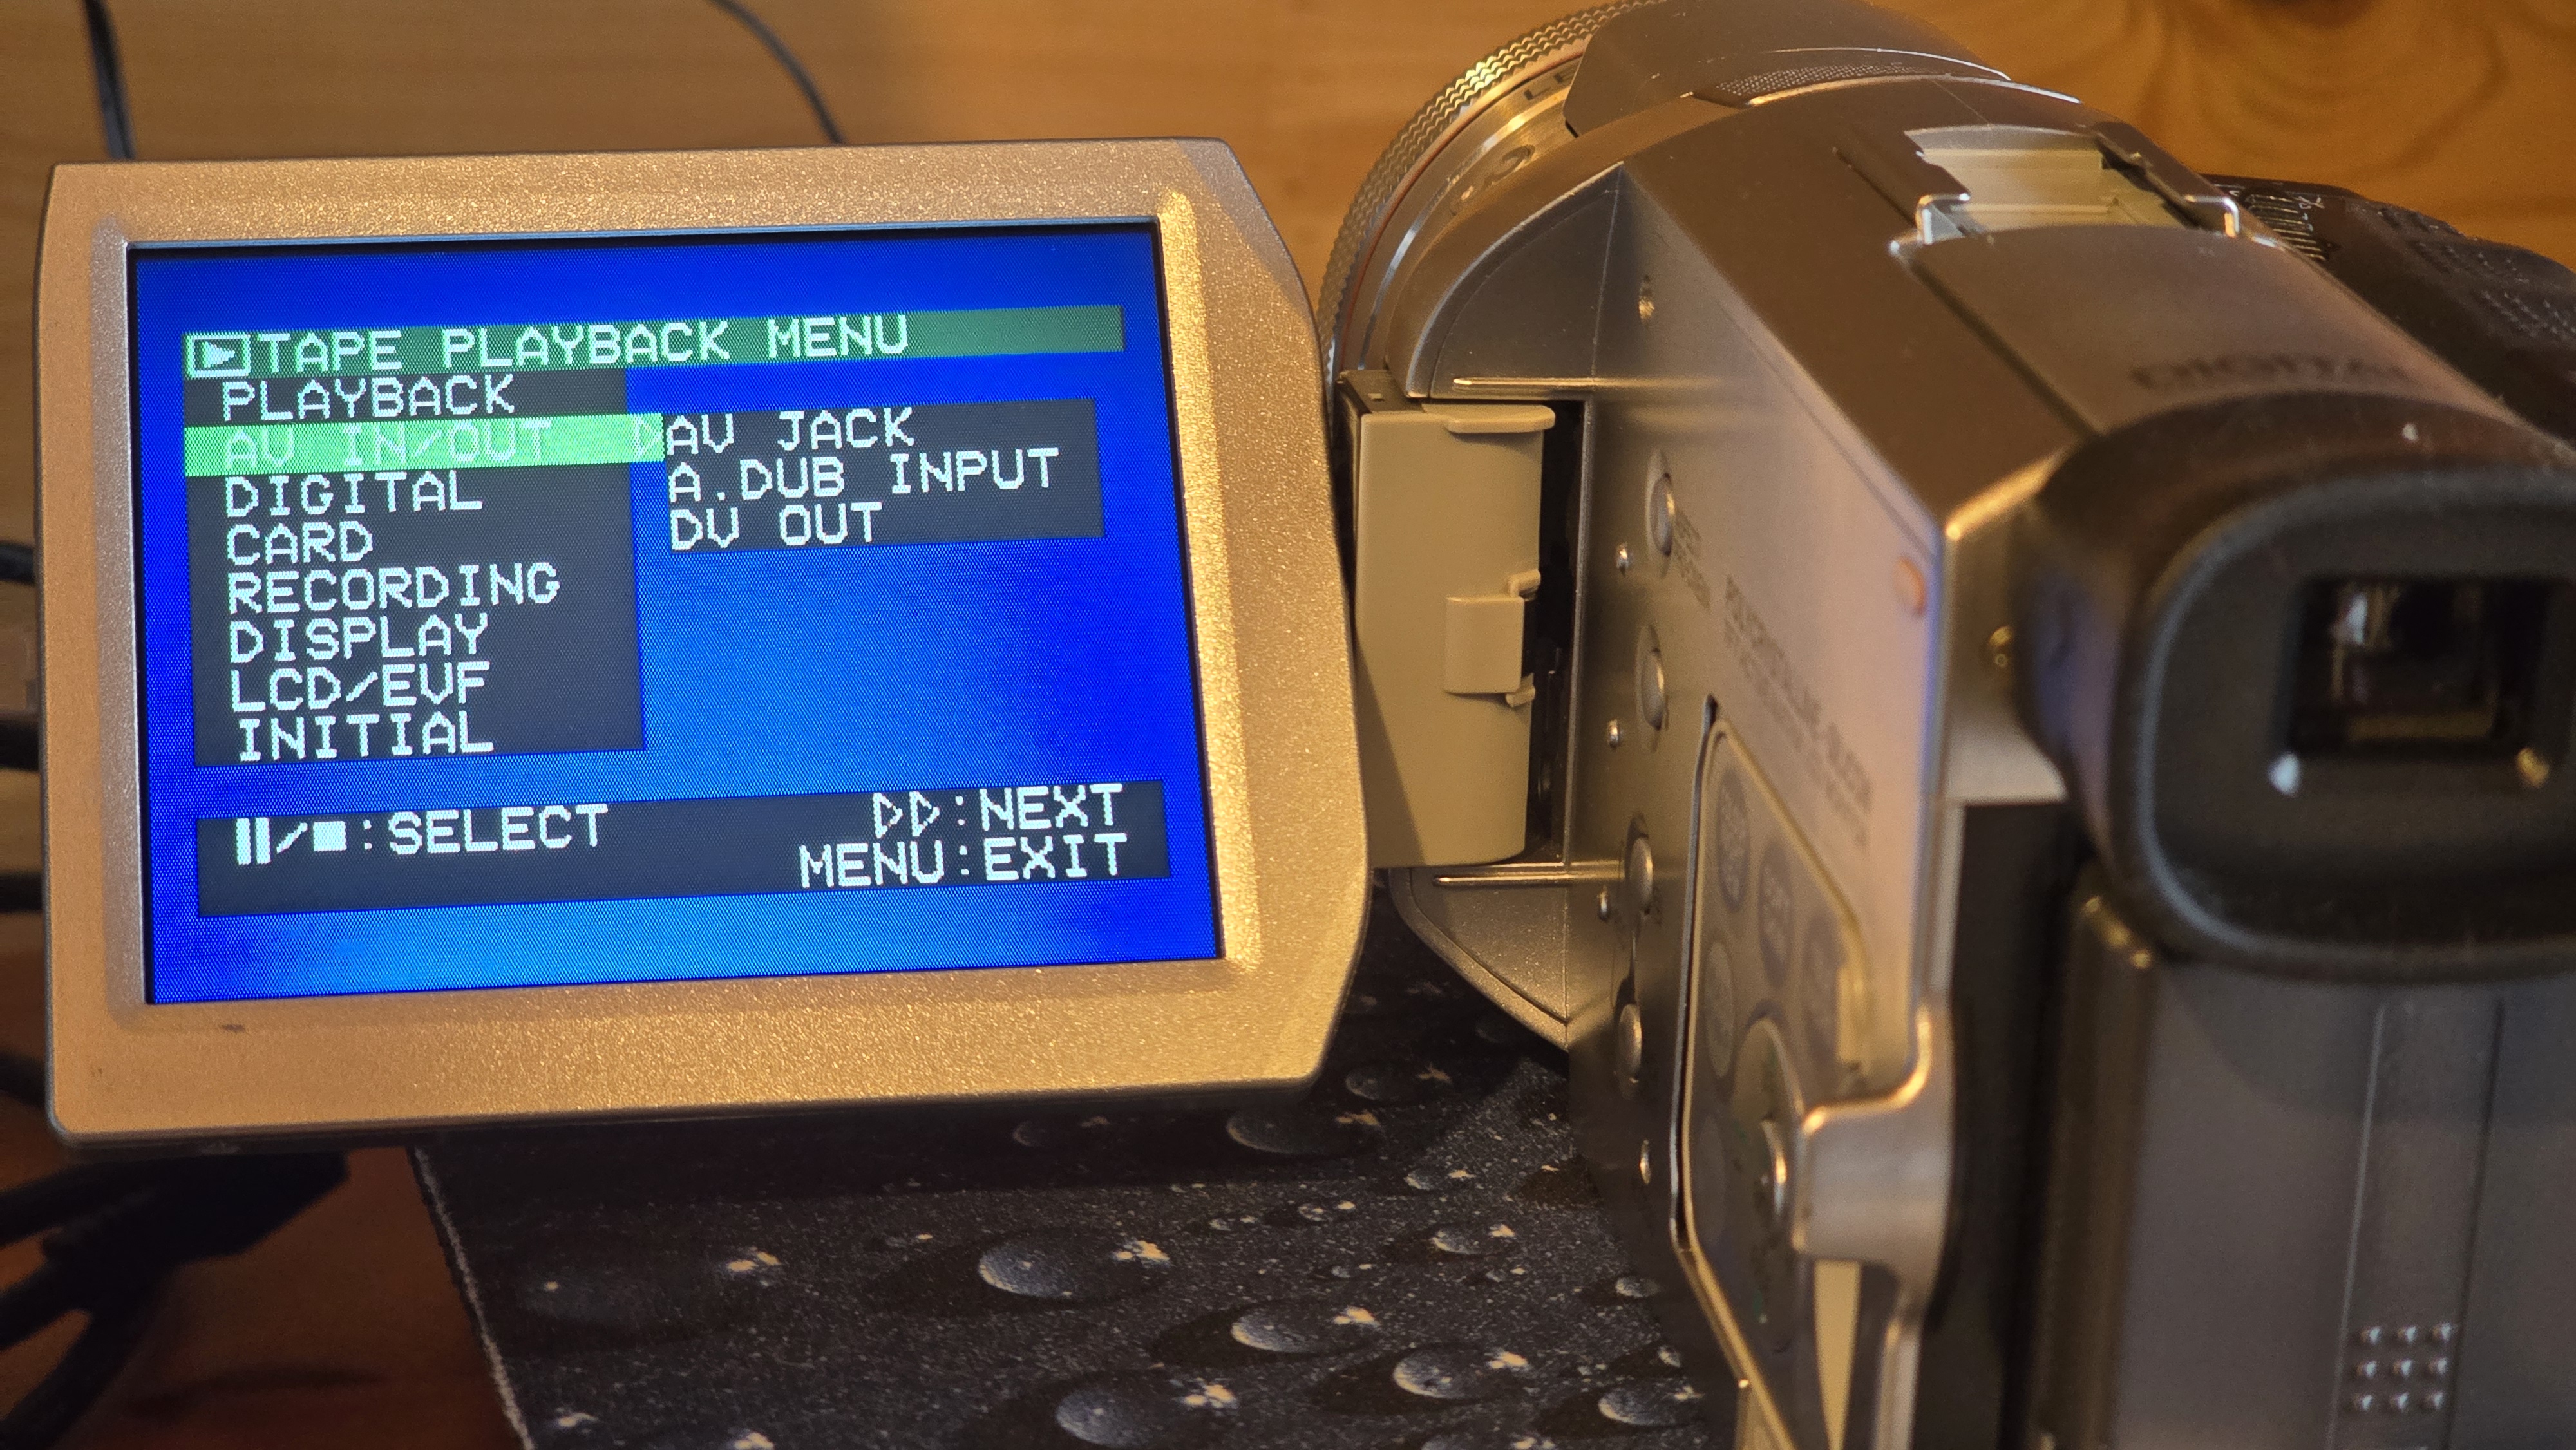 TAPE PLAYBACK MENU
PLAYBACK
AV IN/OUT
AV JACK
A.DUB INPUT
DV OUT
DIGITAL
CARD
RECORDING
DISPLAY
LCD/EVF
INITIAL
:SELECT
:NEXT
MENU:EXIT
DIGITAL